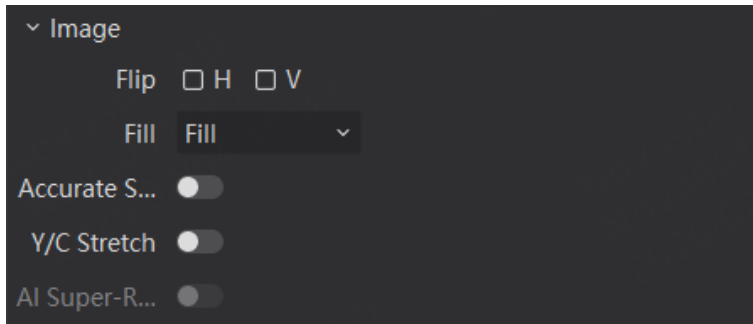 Image
Flip H V
Fill Fill
Accurate S...
Y/C Stretch
AI Super-R...